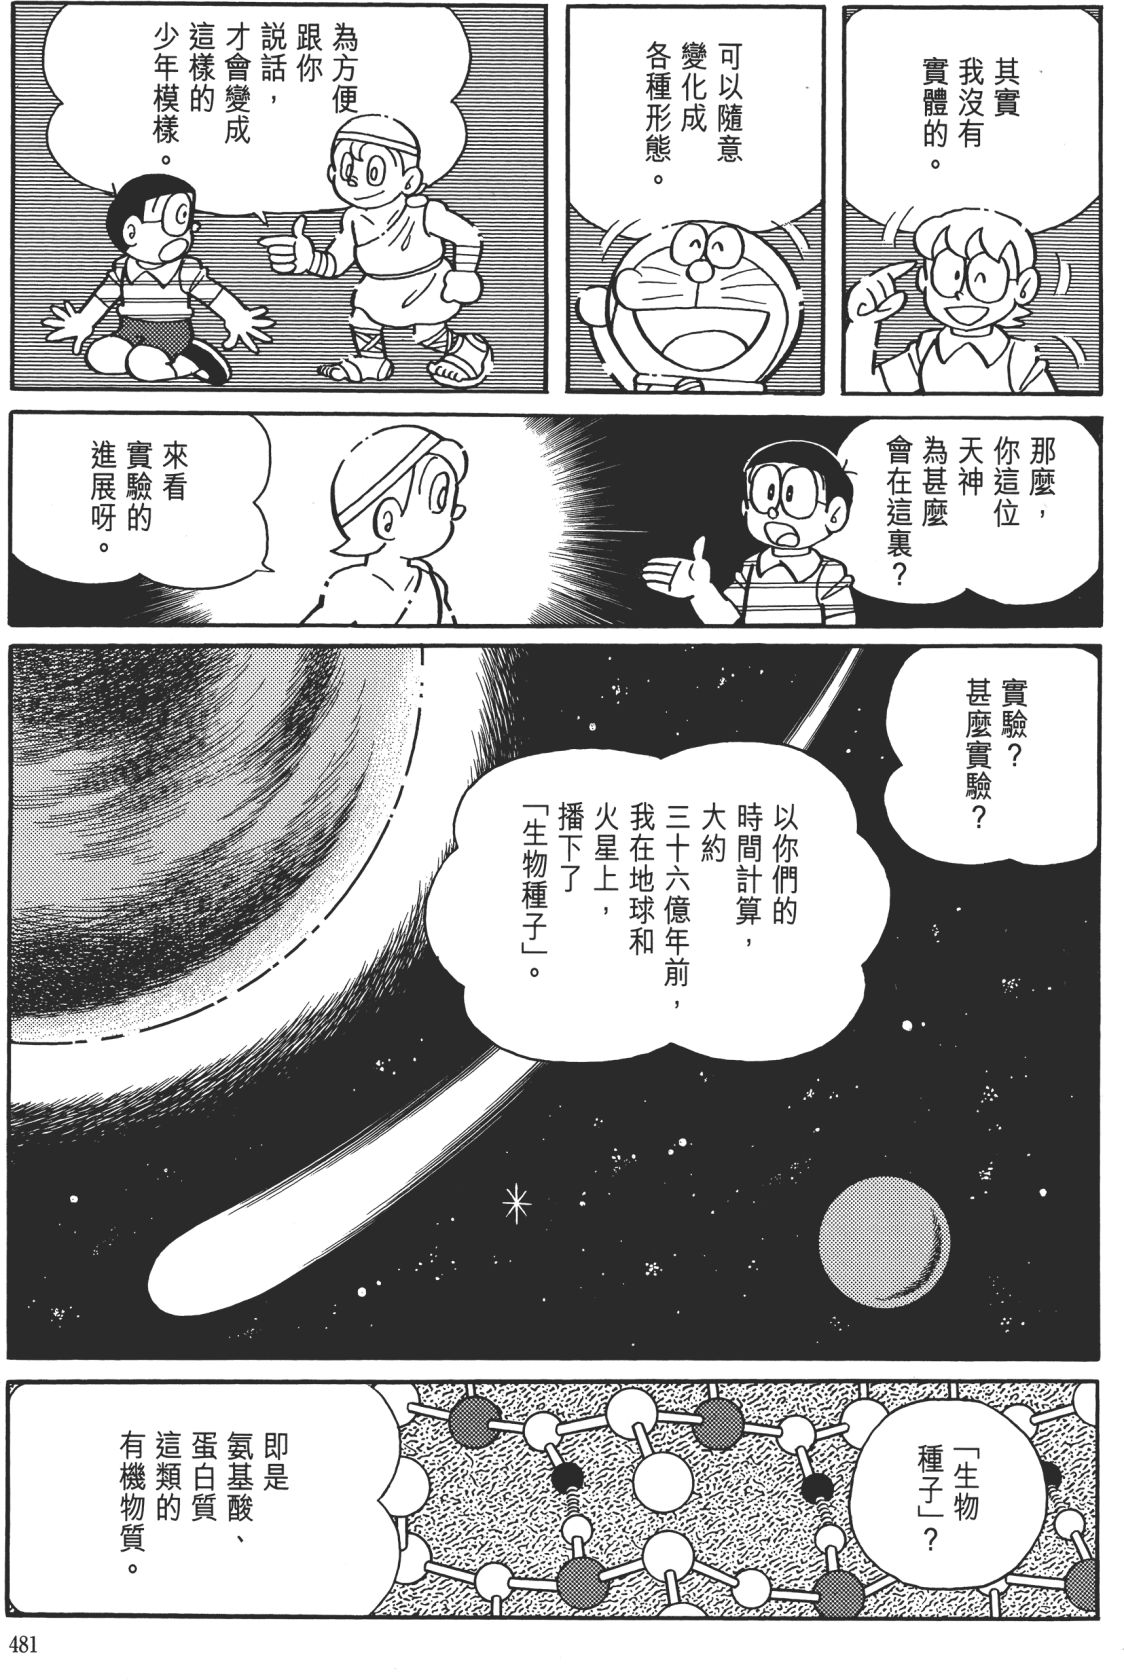 其實
我沒有
實體的。
可以隨意
變化成
各種形態。
為方便
跟你
説話，
才會變成
這樣的
少年模樣。
那麼，
你這位
天神
為甚麼
會在這裏？
來看
實驗的
進展呀。
實驗？
甚麼實驗？
以你們的
時間計算，
大約
三十六億年前，
我在地球和
火星上，
播下了
「生物種子」。
「生物
種子」？
即是
氨基酸、
蛋白質
這類的
有機物質。
481